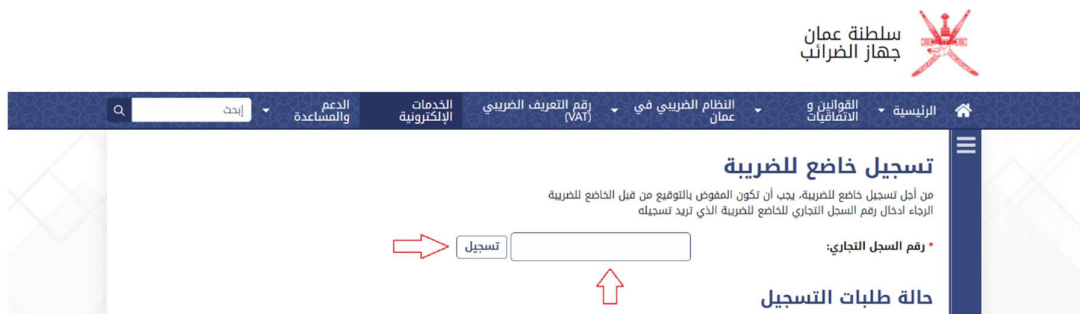 سلطنة عمان
جهاز الضرائب
الرئيسية
القوانين و
الاتفاقيات
النظام الضريبي في
عمان
رقم التعريف الضريبي
(VAT)
الخدمات
الإلكترونية
الدعم
والمساعدة
إبحث
تسجيل خاضع للضريبة
من أجل تسجيل خاضع للضريبة، يجب أن تكون المفوض بالتوقيع من قبل الخاضع للضريبة
الرجاء ادخال رقم السجل التجاري للخاضع للضريبة الذي تريد تسجيله
* رقم السجل التجاري:
تسجيل
حالة طلبات التسجيل